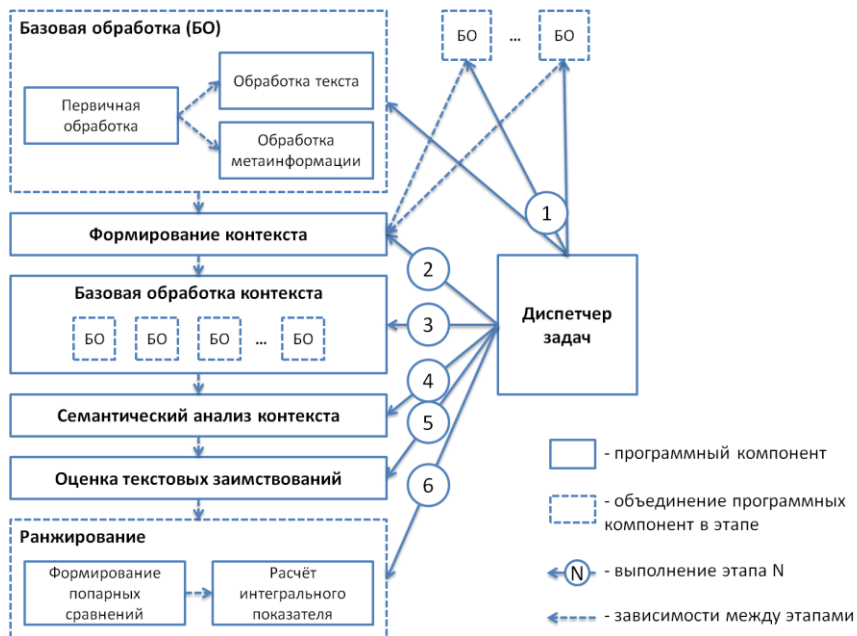 Базовая обработка (БО)
Первичная
обработка
Обработка текста
Обработка
метаинформации
БО
...
БО
1
Формирование контекста
2
Базовая обработка контекста
БО
БО
БО
...
БО
3
Диспетчер
задач
4
Семантический анализ контекста
5
Оценка текстовых заимствований
6
Ранжирование
Формирование
попарных
сравнений
Расчёт
интегрального
показателя
- программный компонент
- объединение программных
компонент в этапе
N
- выполнение этапа N
- зависимости между этапами